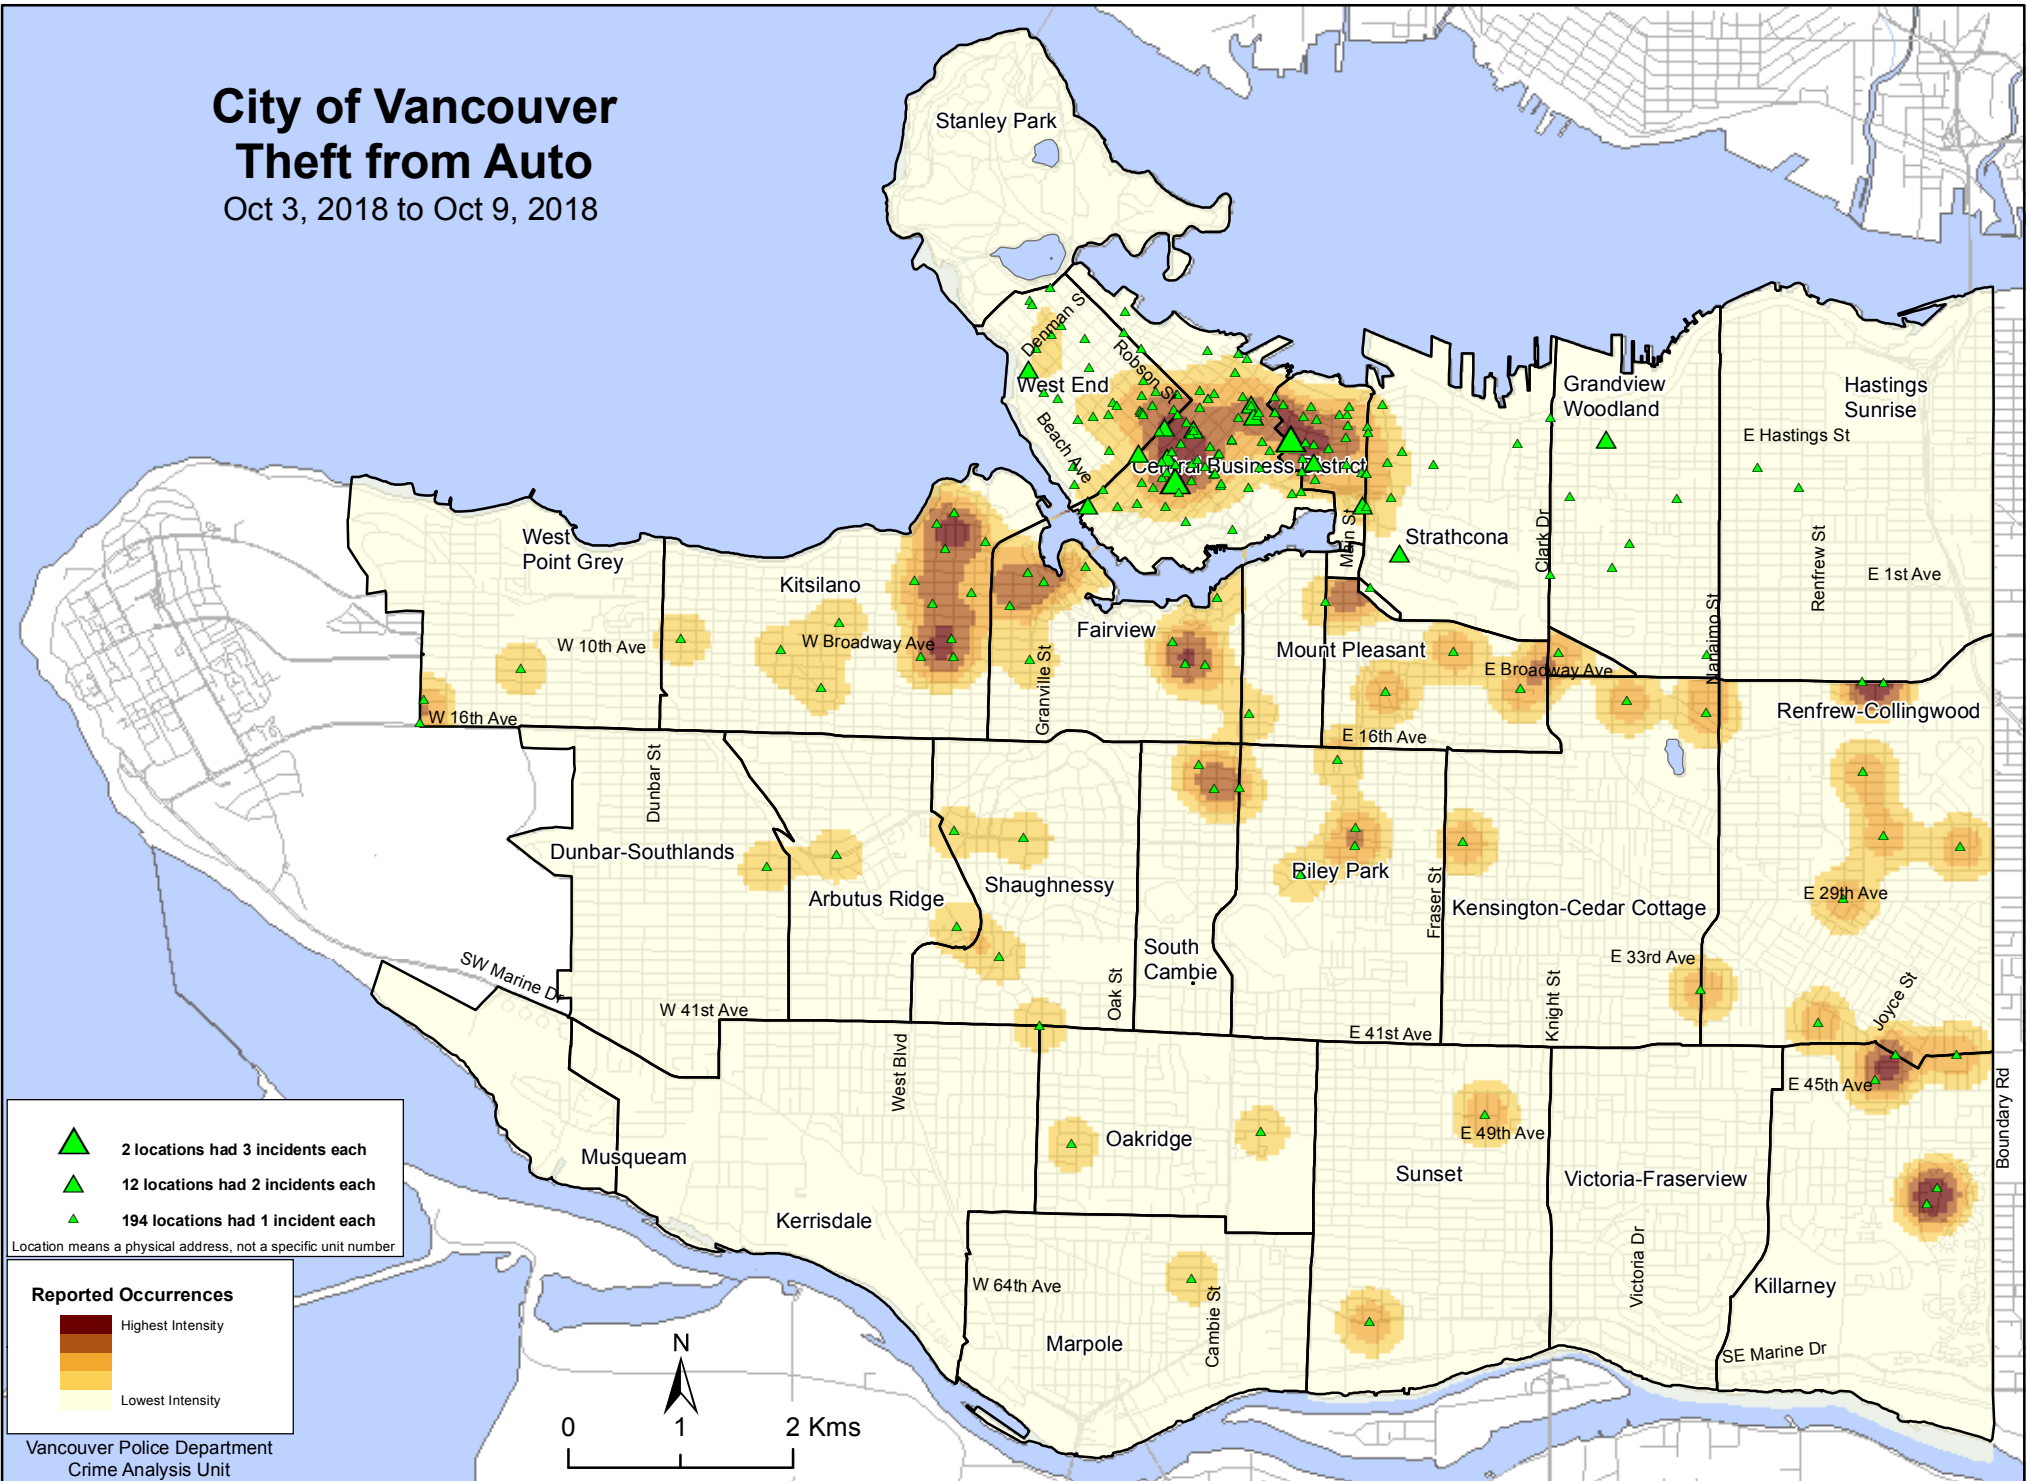 City of Vancouver
Theft from Auto
Oct 3, 2018 to Oct 9, 2018
Stanley Park
Denman S
Robson St
West End
Beach Ave
Central Business District
Grandview
Woodland
Hastings
Sunrise
E Hastings St
West
Point Grey
Kitsilano
Main St
Strathcona
Clark Dr
Renfrew St
E 1st Ave
Nanaimo St
W 10th Ave
W Broadway Ave
Fairview
Granville St
Mount Pleasant
E Broadway Ave
W 16th Ave
E 16th Ave
Renfrew-Collingwood
Dunbar St
Dunbar-Southlands
Arbutus Ridge
Shaughnessy
Riley Park
Fraser St
Kensington-Cedar Cottage
E 29th Ave
South
Cambie
E 33rd Ave
SW Marine Dr
W 41st Ave
Oak St
E 41st Ave
Knight St
Joyce St
West Blvd
E 45th Ave
Boundary Rd
Musqueam
Oakridge
E 49th Ave
Sunset
Victoria-Fraserview
Kerrisdale
W 64th Ave
Cambie St
Victoria Dr
Killarney
Marpole
SE Marine Dr
2 locations had 3 incidents each
12 locations had 2 incidents each
194 locations had 1 incident each
Location means a physical address, not a specific unit number
Reported Occurrences
Highest Intensity
Lowest Intensity
N
0 1 2 Kms
Vancouver Police Department
Crime Analysis Unit